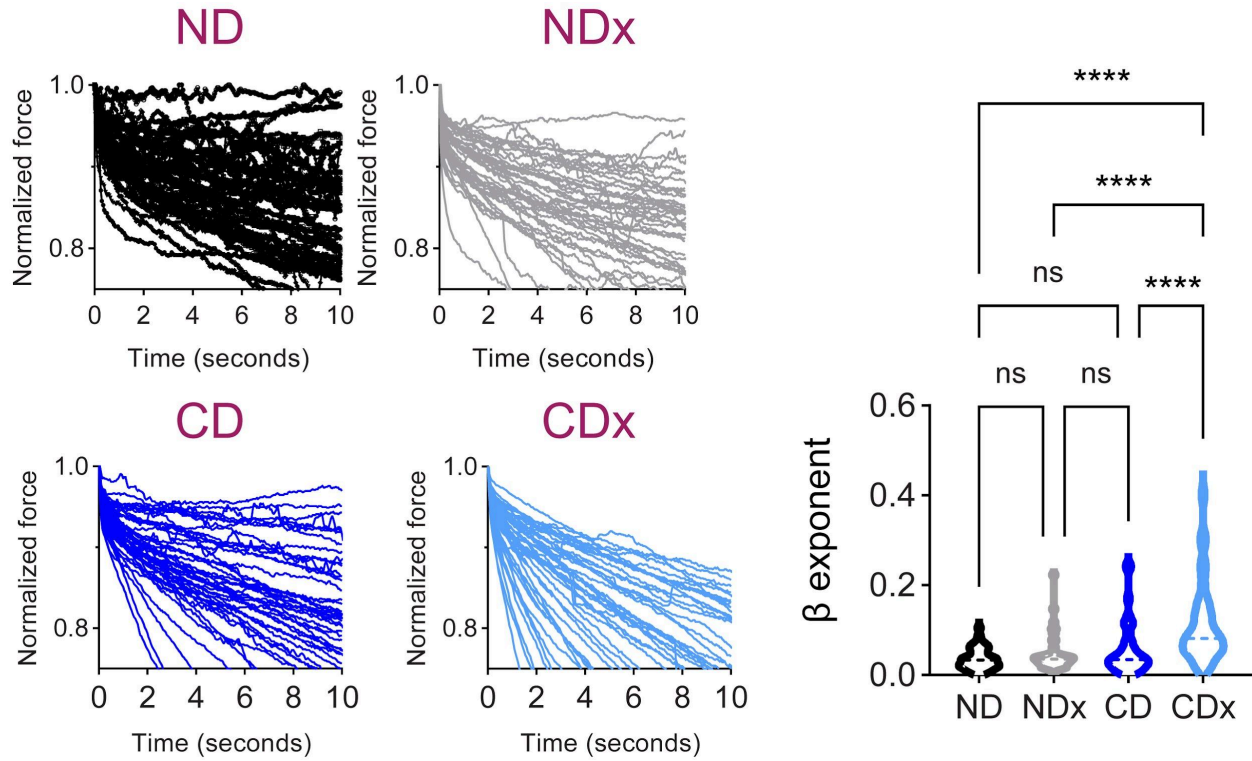 ND
1.0
0.8
Normalized force
0 2 4 6 8 10
Time (seconds)
NDx
1.0
0.8
Normalized force
0 2 4 6 8 10
Time (seconds)
CD
1.0
0.8
Normalized force
0 2 4 6 8 10
Time (seconds)
CDx
1.0
0.8
Normalized force
0 2 4 6 8 10
Time (seconds)
****
****
ns
****
ns
ns
0.6
0.4
0.2
0.0
β exponent
ND NDx CD CDx